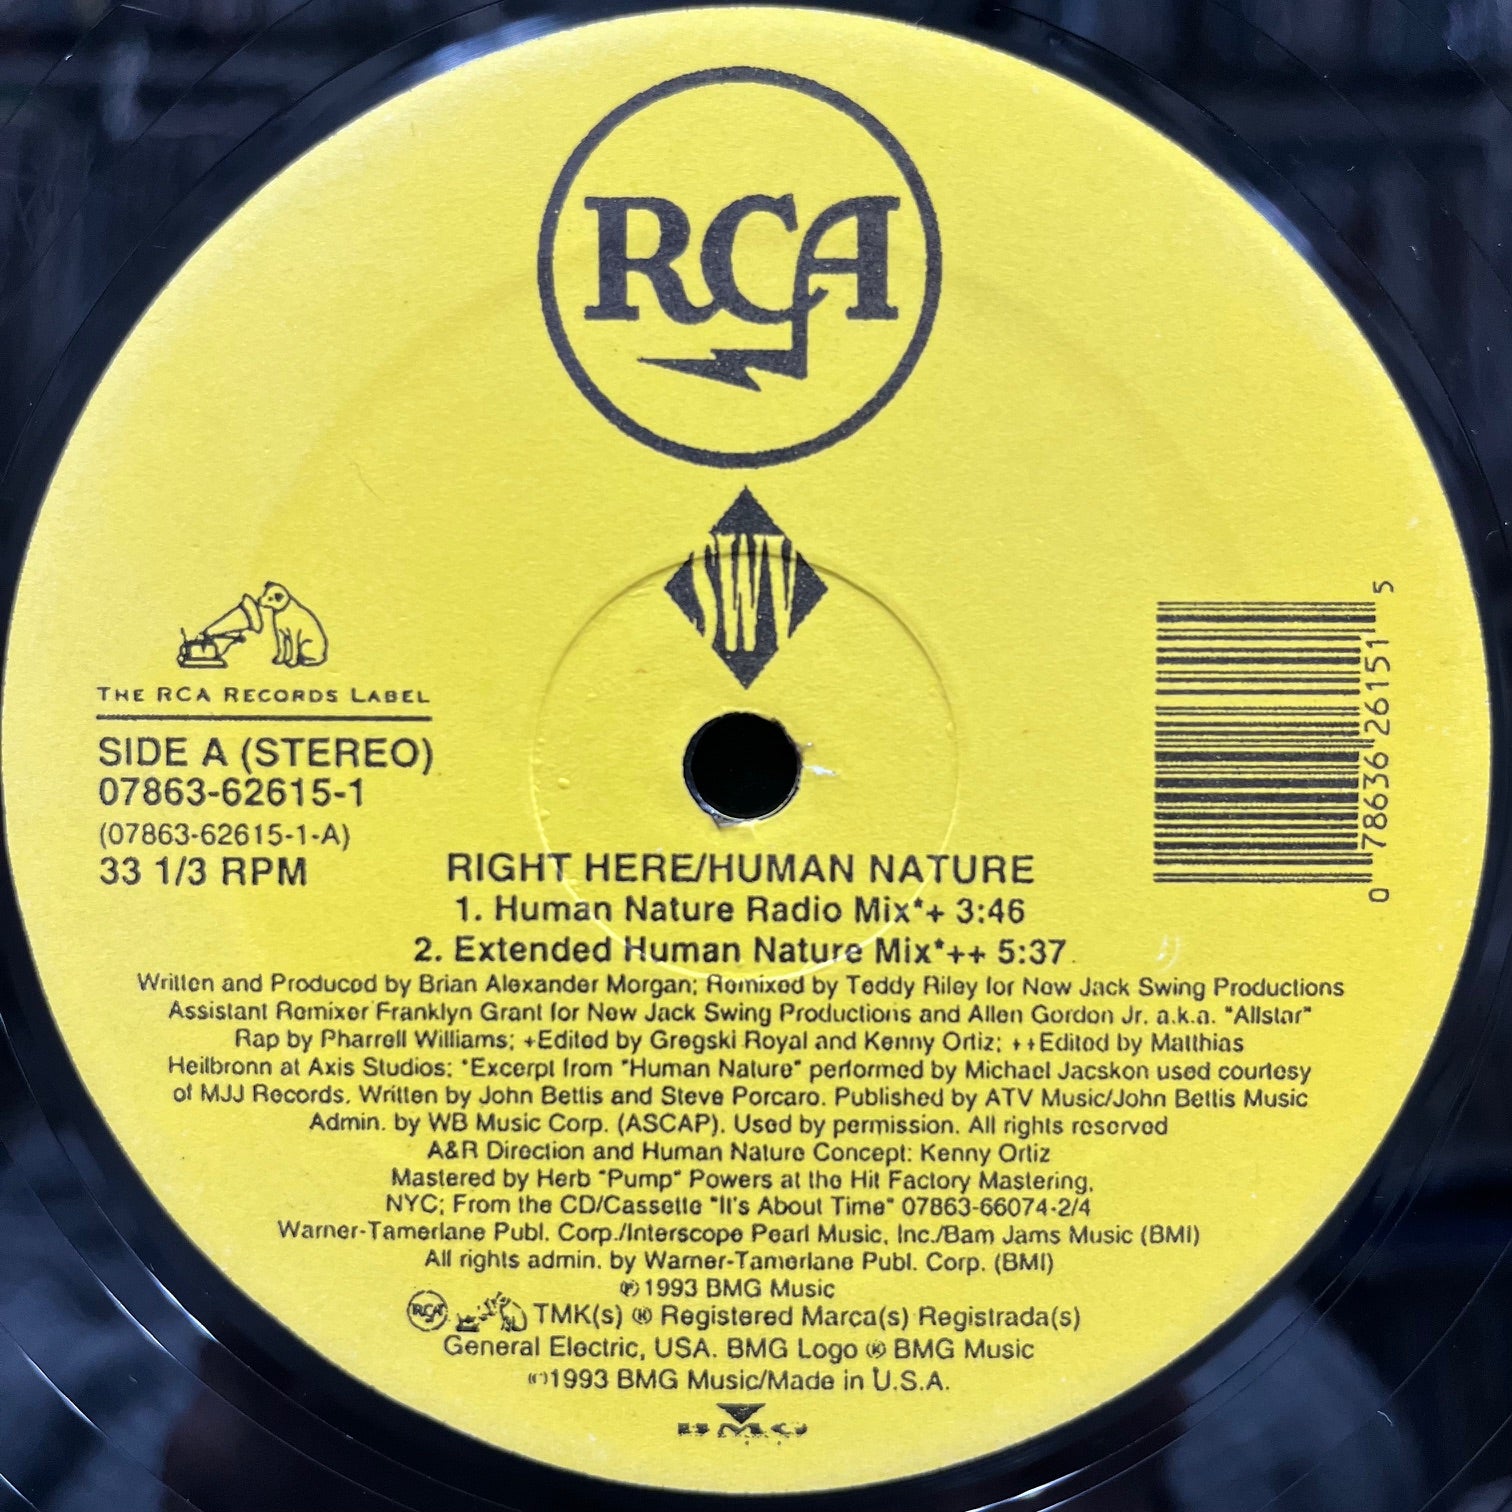 RCA
SWV
THE RCA RECORDS LABEL
SIDE A (STEREO)
07863-62615-1
(07863-62615-1-A)
33 1/3 RPM
0 78636 26151 5
RIGHT HERE/HUMAN NATURE
1. Human Nature Radio Mix*+ 3:46
2. Extended Human Nature Mix*++ 5:37
Written and Produced by Brian Alexander Morgan; Remixed by Teddy Riley for New Jack Swing Productions
Assistant Remixer Franklyn Grant for New Jack Swing Productions and Allen Gordon Jr. a.k.a. "Allstar"
Rap by Pharrell Williams; +Edited by Gregski Royal and Kenny Ortiz; ++Edited by Matthias
Heilbronn at Axis Studios; *Excerpt from "Human Nature" performed by Michael Jacskon used courtesy
of MJJ Records. Written by John Bettis and Steve Porcaro. Published by ATV Music/John Bettis Music
Admin. by WB Music Corp. (ASCAP). Used by permission. All rights reserved
A&R Direction and Human Nature Concept: Kenny Ortiz
Mastered by Herb "Pump" Powers at the Hit Factory Mastering,
NYC; From the CD/Cassette "It's About Time" 07863-66074-2/4
Warner-Tamerlane Publ. Corp./Interscope Pearl Music, Inc./Bam Jams Music (BMI)
All rights admin. by Warner-Tamerlane Publ. Corp. (BMI)
℗ 1993 BMG Music
RCA TMK(s) ® Registered Marca(s) Registrada(s)
General Electric, USA. BMG Logo ® BMG Music
©1993 BMG Music/Made in U.S.A.
BMG